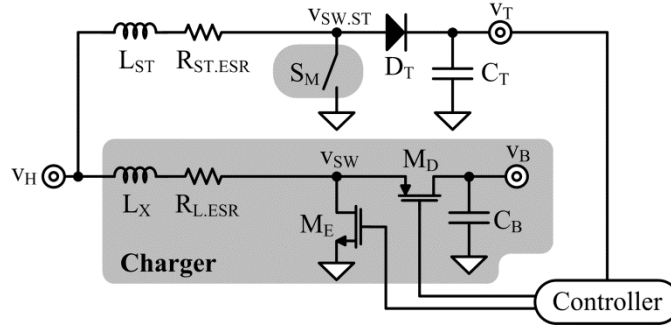 v_SW.ST
v_T
L_ST
R_ST.ESR
S_M
D_T
C_T
v_H
v_SW
M_D
v_B
L_X
R_L.ESR
M_E
C_B
Charger
Controller